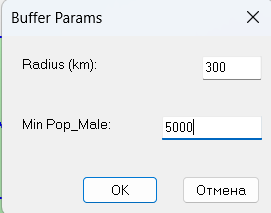 Buffer Params
Radius (km): 300
Min Pop_Male: 5000
OK Отмена